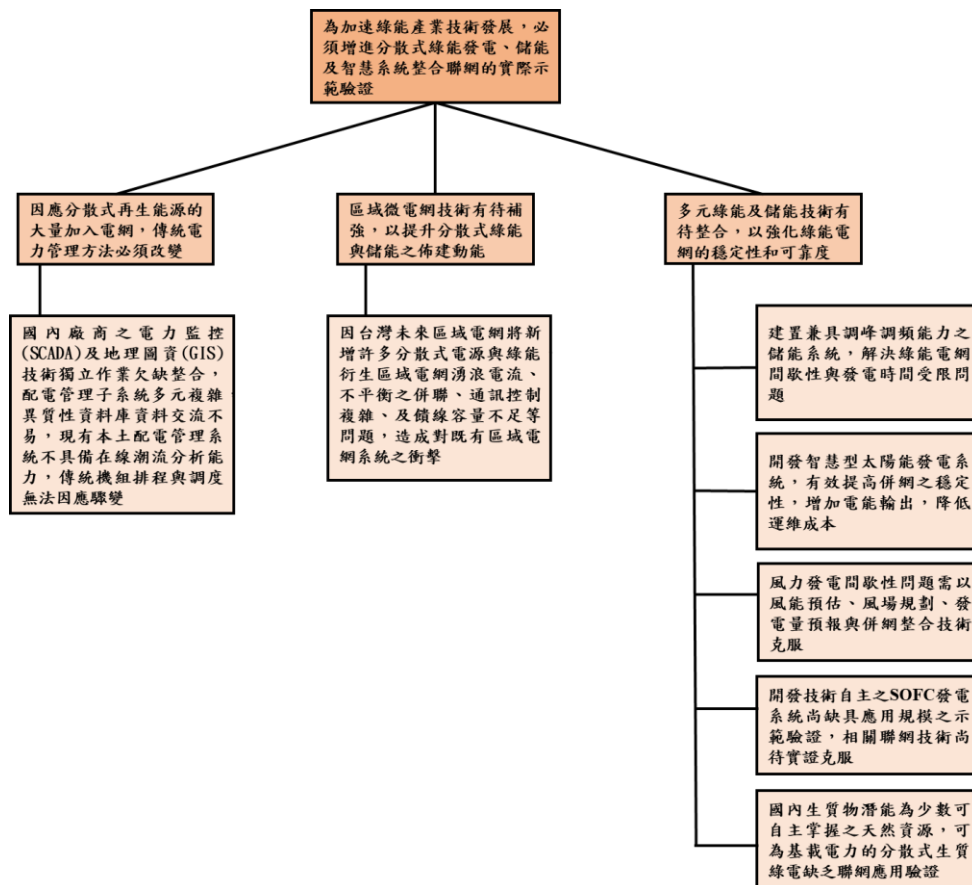 為加速綠能產業技術發展，必
須增進分散式綠能發電、儲能
及智慧系統整合聯網的實際示
範驗證
因應分散式再生能源的
大量加入電網，傳統電
力管理方法必須改變
區域微電網技術有待補
強，以提升分散式綠能
與儲能之佈建動能
多元綠能及儲能技術有
待整合，以強化綠能電
網的穩定性和可靠度
國內廠商之電力監控
(SCADA)及地理圖資(GIS)
技術獨立作業欠缺整合，
配電管理子系統多元複雜、
異質性資料庫資料交流不
易，現有本土配電管理系
統不具備在線潮流分析能
力，傳統機組排程與調度
無法因應驟變
因台灣未來區域電網將新
增許多分散式電源與綠能
衍生區域電網湧浪電流、
不平衡之併聯、通訊控制
複雜、及饋線容量不足等
問題，造成對既有區域電
網系統之衝擊
建置兼具調峰調頻能力之
儲能系統，解決綠能電網
間歇性與發電時間受限問
題
開發智慧型太陽能發電系
統，有效提高併網之穩定
性，增加電能輸出，降低
運維成本
風力發電間歇性問題需以
風能預估、風場規劃、發
電量預報與併網整合技術
克服
開發技術自主之SOFC發電
系統尚缺具應用規模之示
範驗證，相關聯網技術尚
待實證克服
國內生質物潛能為少數可
自主掌握之天然資源，可
為基載電力的分散式生質
綠電缺乏聯網應用驗證